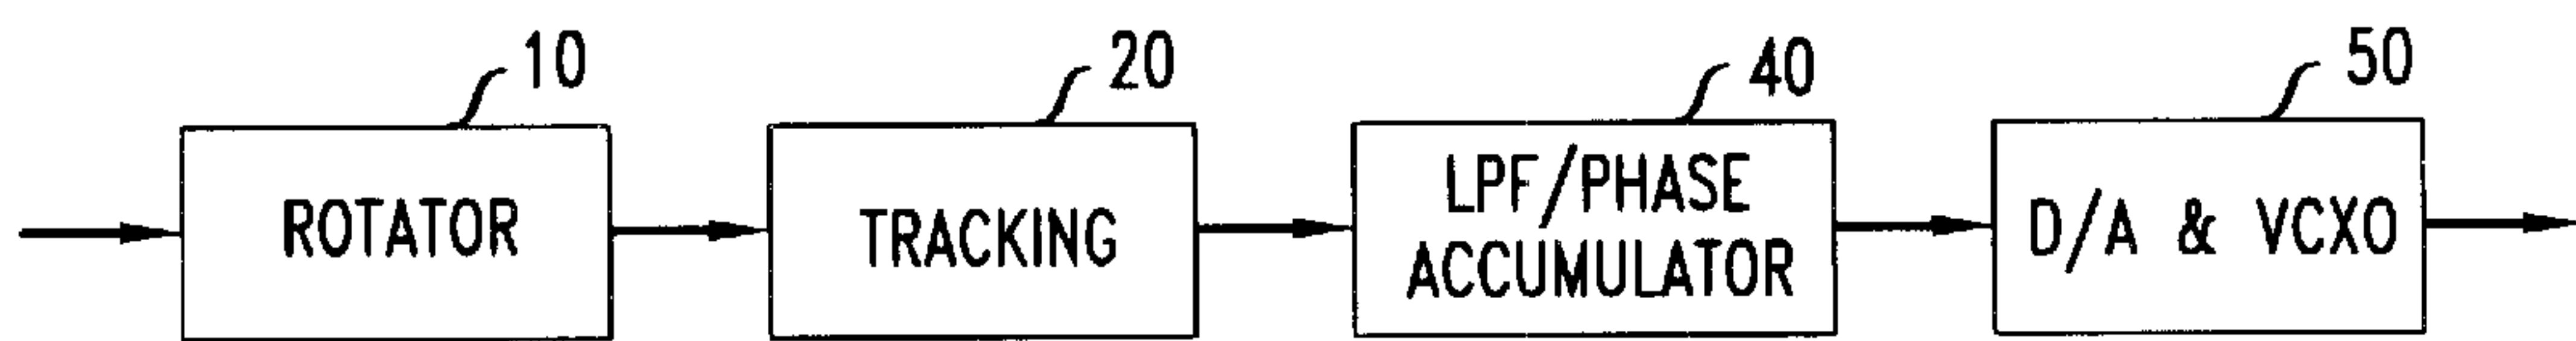 10
20
40
50
ROTATOR
TRACKING
LPF/PHASE
ACCUMULATOR
D/A & VCXO